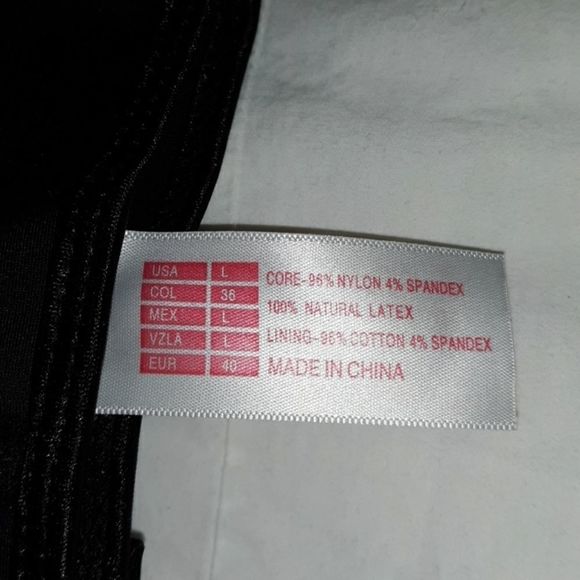 USA L
COL 36
MEX L
VZLA L
EUR 40
CORE-96% NYLON 4% SPANDEX
100% NATURAL LATEX
LINING-96% COTTON 4% SPANDEX
MADE IN CHINA